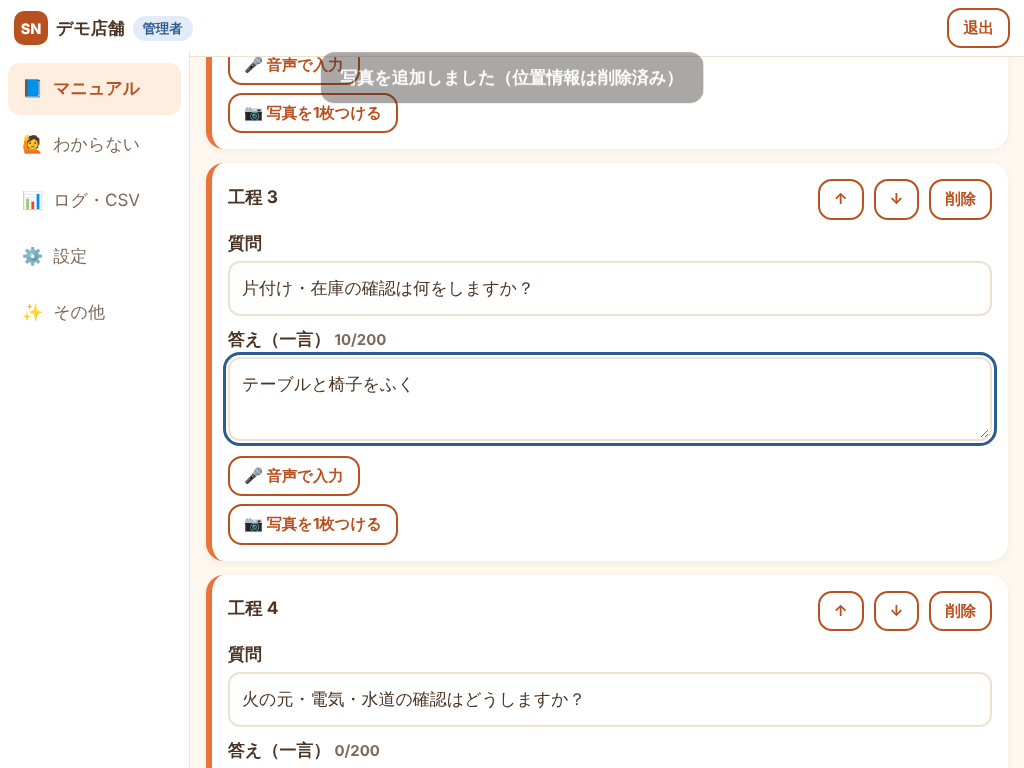 SN デモ店舗 管理者 退出
📘 マニュアル
🙋 わからない
📊 ログ・CSV
⚙️ 設定
✨ その他
🎤 音声で入力
写真を追加しました（位置情報は削除済み）
📷 写真を1枚つける
工程 3 ↑ ↓ 削除
質問
片付け・在庫の確認は何をしますか？
答え（一言） 10/200
テーブルと椅子をふく
🎤 音声で入力
📷 写真を1枚つける
工程 4 ↑ ↓ 削除
質問
火の元・電気・水道の確認はどうしますか？
答え（一言） 0/200